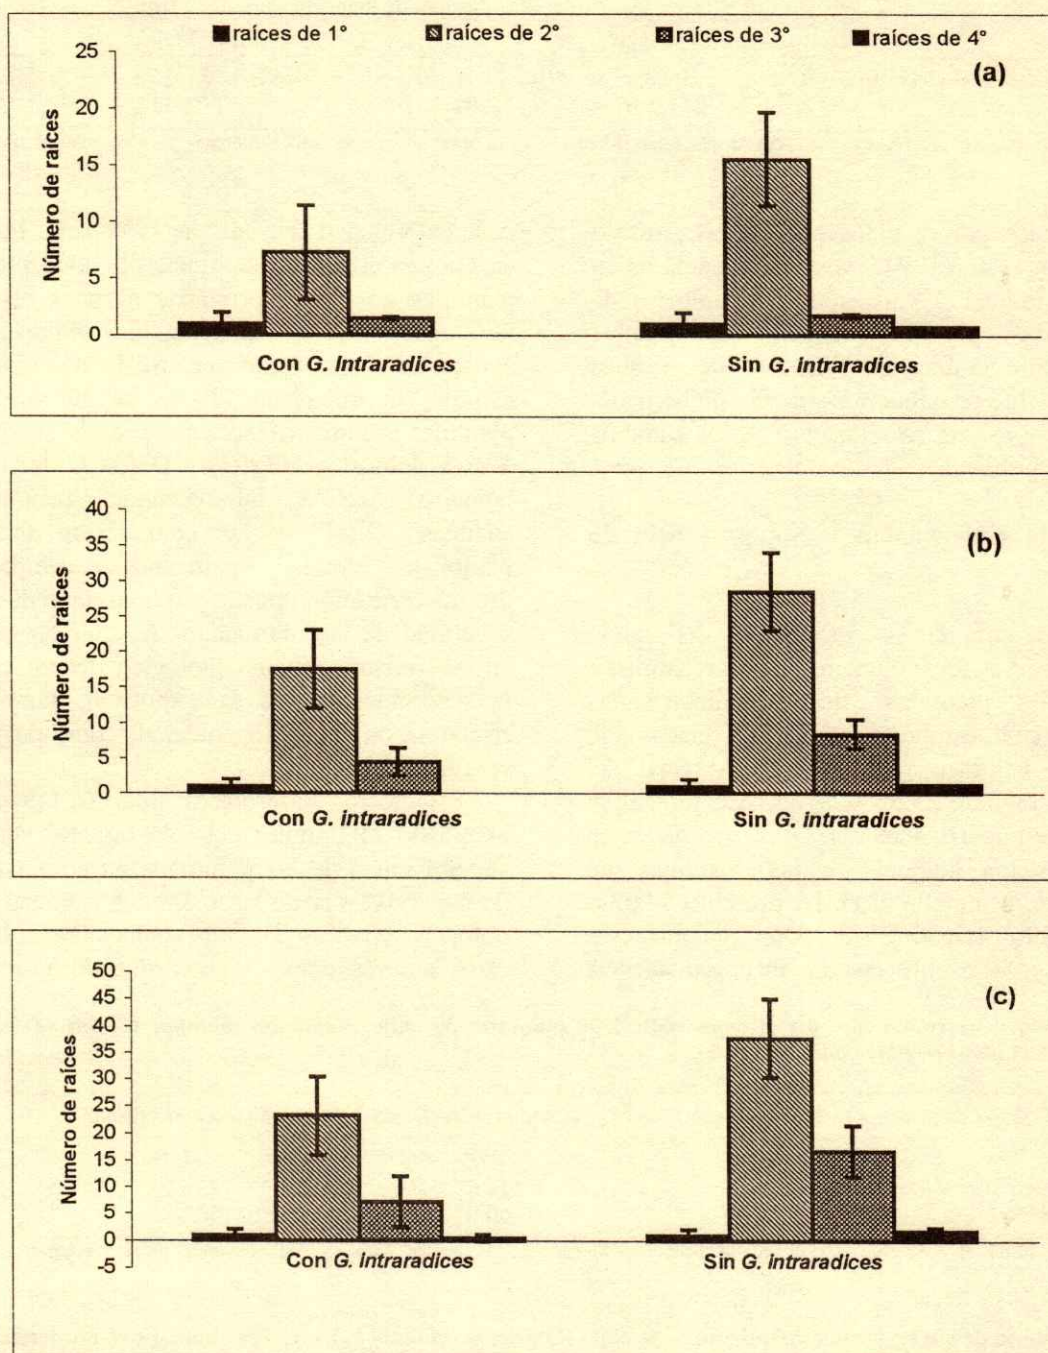 raíces de 1° raíces de 2° raíces de 3° raíces de 4°
(a)
Número de raíces
25
20
15
10
5
0
Con G. Intraradices Sin G. intraradices
(b)
Número de raíces
40
35
30
25
20
15
10
5
0
Con G. intraradices Sin G. intraradices
(c)
Número de raíces
50
45
40
35
30
25
20
15
10
5
0
-5
Con G. intraradices Sin G. intraradices